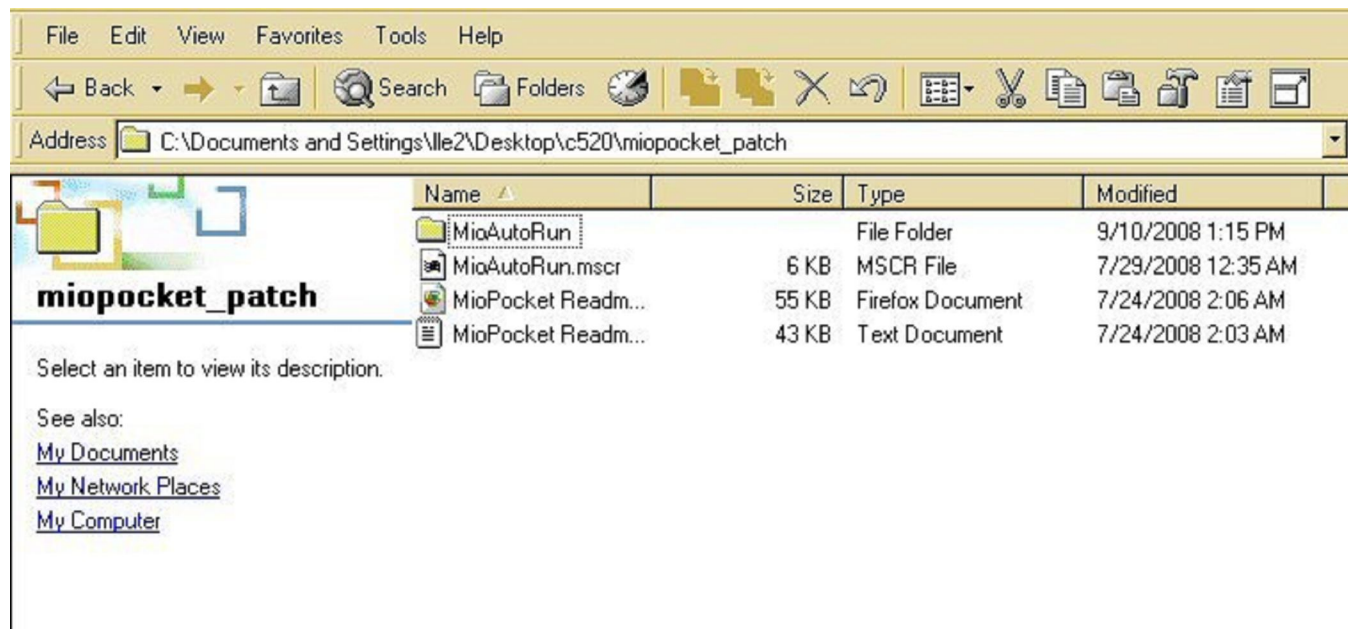 File Edit View Favorites Tools Help
Back Search Folders
Address C:\Documents and Settings\lle2\Desktop\c520\miopocket_patch
Name Size Type Modified
MioAutoRun File Folder 9/10/2008 1:15 PM
MioAutoRun.mscr 6 KB MSCR File 7/29/2008 12:35 AM
MioPocket Readm... 55 KB Firefox Document 7/24/2008 2:06 AM
MioPocket Readm... 43 KB Text Document 7/24/2008 2:03 AM
miopocket_patch
Select an item to view its description.
See also:
My Documents
My Network Places
My Computer